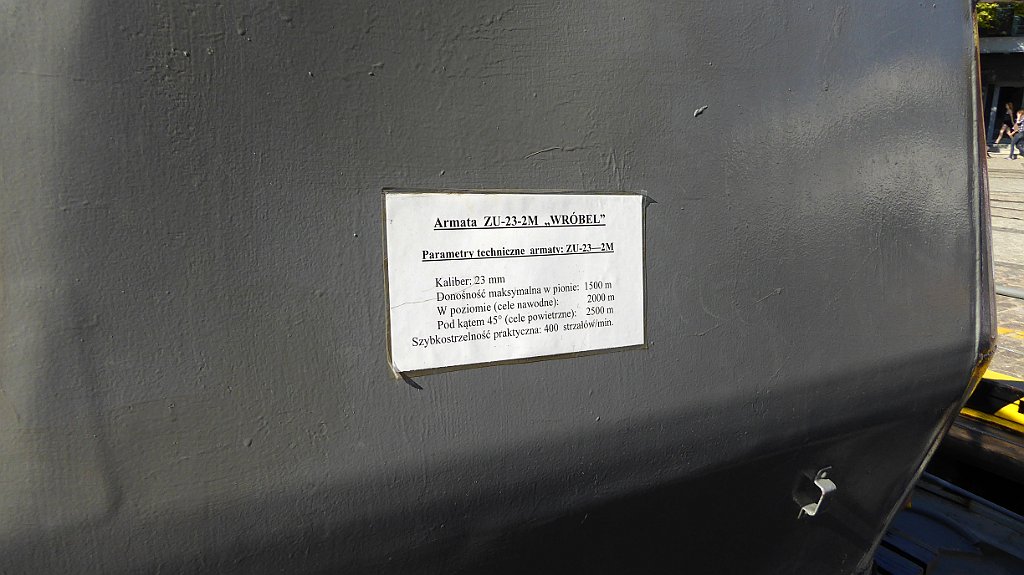 Armata ZU-23-2M „WRÓBEL”
Parametry techniczne armaty: ZU-23—2M
Kaliber: 23 mm
Donośność maksymalna w pionie: 1500 m
W poziomie (cele nawodne): 2000 m
Pod kątem 45° (cele powietrzne): 2500 m
Szybkostrzelność praktyczna: 400 strzałów/min.